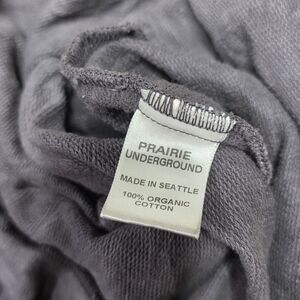 PRAIRIE
UNDERGROUND
MADE IN SEATTLE
100% ORGANIC
COTTON